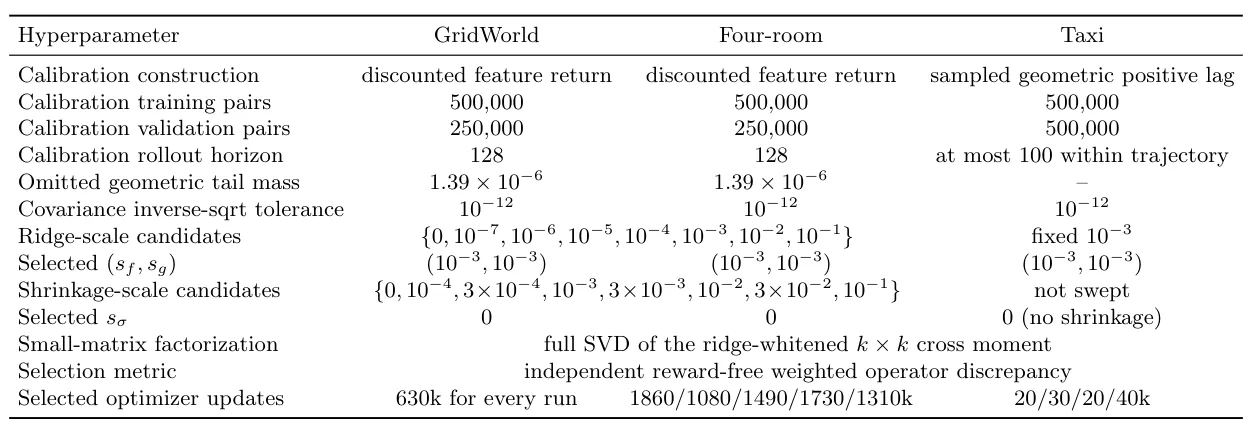 Hyperparameter GridWorld Four-room Taxi
Calibration construction discounted feature return discounted feature return sampled geometric positive lag
Calibration training pairs 500,000 500,000 500,000
Calibration validation pairs 250,000 250,000 500,000
Calibration rollout horizon 128 128 at most 100 within trajectory
Omitted geometric tail mass 1.39 × 10⁻⁶ 1.39 × 10⁻⁶ –
Covariance inverse-sqrt tolerance 10⁻¹² 10⁻¹² 10⁻¹²
Ridge-scale candidates {0, 10⁻⁷, 10⁻⁶, 10⁻⁵, 10⁻⁴, 10⁻³, 10⁻², 10⁻¹} fixed 10⁻³
Selected (s_f, s_g) (10⁻³, 10⁻³) (10⁻³, 10⁻³) (10⁻³, 10⁻³)
Shrinkage-scale candidates {0, 10⁻⁴, 3×10⁻⁴, 10⁻³, 3×10⁻³, 10⁻², 3×10⁻², 10⁻¹} not swept
Selected s_σ 0 0 0 (no shrinkage)
Small-matrix factorization full SVD of the ridge-whitened k × k cross moment
Selection metric independent reward-free weighted operator discrepancy
Selected optimizer updates 630k for every run 1860/1080/1490/1730/1310k 20/30/20/40k